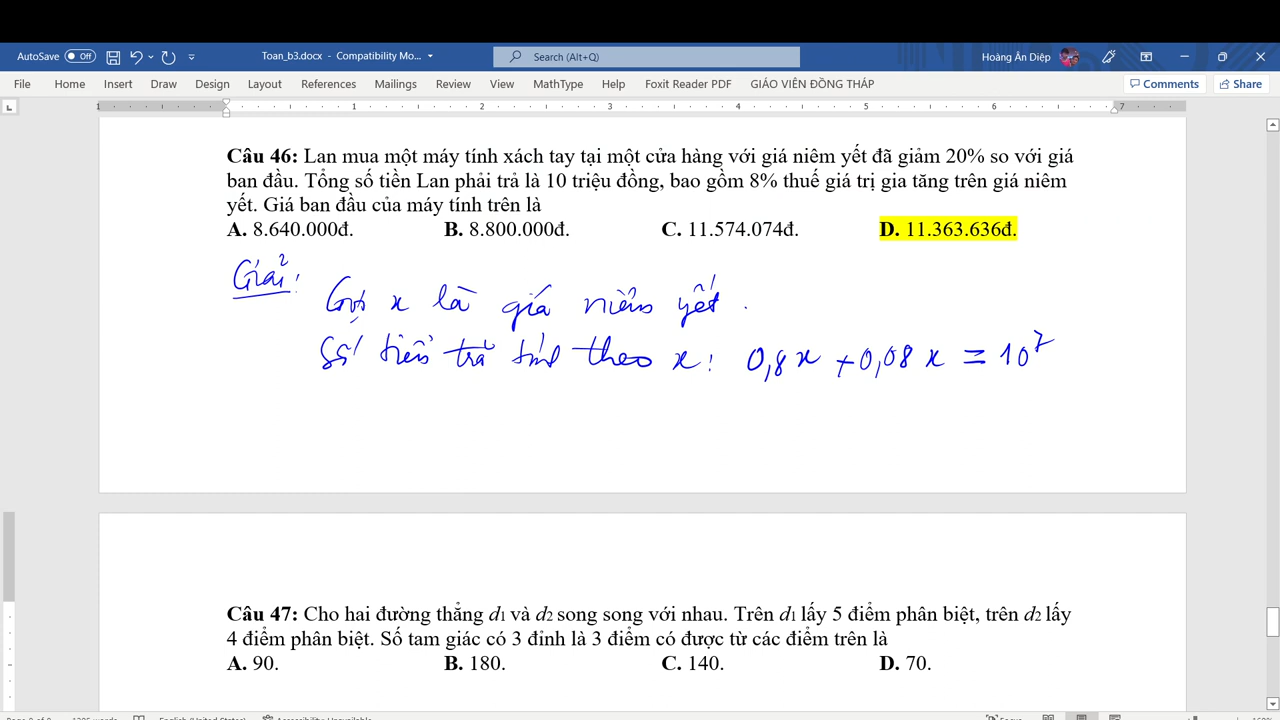 AutoSave Off Toan_b3.docx - Compatibility Mo... Search (Alt+Q) Hoàng Ân Diệp
File Home Insert Draw Design Layout References Mailings Review View MathType Help Foxit Reader PDF GIÁO VIÊN ĐỒNG THÁP Comments Share
1 1 2 3 4 5 6 7
Câu 46: Lan mua một máy tính xách tay tại một cửa hàng với giá niêm yết đã giảm 20% so với giá
ban đầu. Tổng số tiền Lan phải trả là 10 triệu đồng, bao gồm 8% thuế giá trị gia tăng trên giá niêm
yết. Giá ban đầu của máy tính trên là
A. 8.640.000đ. B. 8.800.000đ. C. 11.574.074đ. D. 11.363.636đ.
Giải:
Gọi x là giá niêm yết.
Số tiền trả tính theo x: 0,8x + 0,08x = 10⁷
Câu 47: Cho hai đường thẳng d1 và d2 song song với nhau. Trên d1 lấy 5 điểm phân biệt, trên d2 lấy
4 điểm phân biệt. Số tam giác có 3 đỉnh là 3 điểm có được từ các điểm trên là
A. 90. B. 180. C. 140. D. 70.